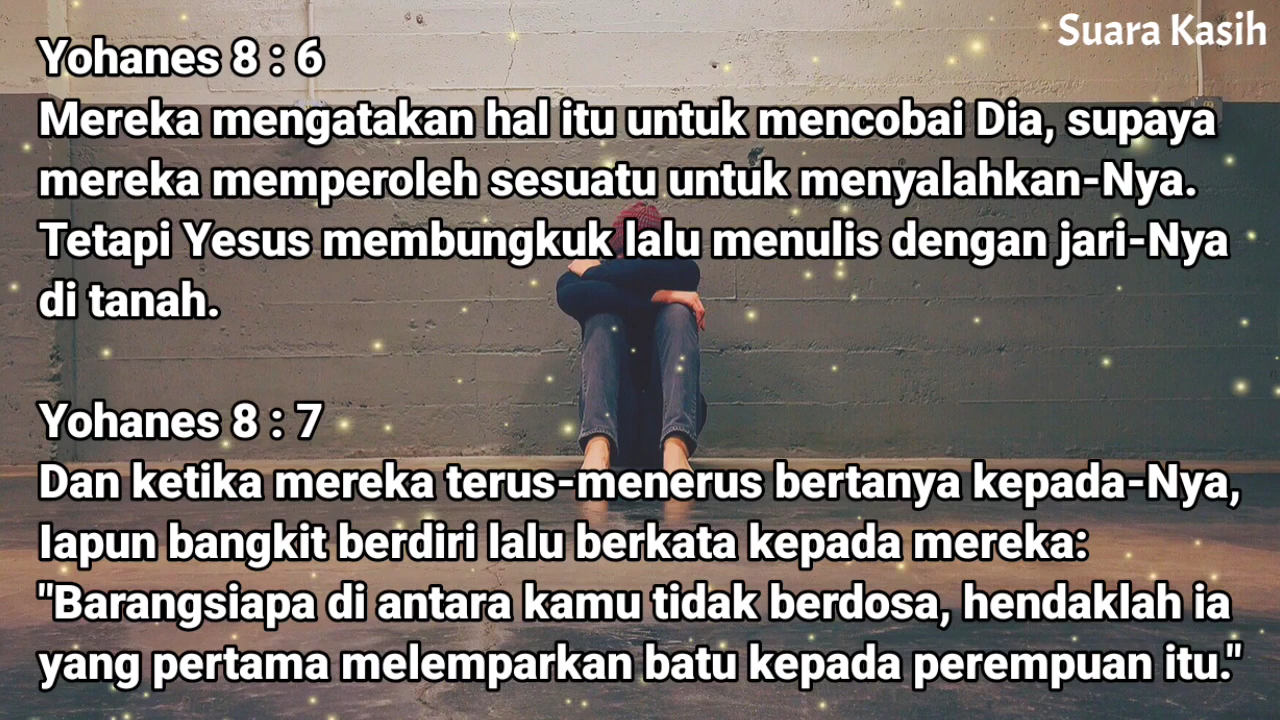 Suara Kasih
Yohanes 8 : 6
Mereka mengatakan hal itu untuk mencobai Dia, supaya
mereka memperoleh sesuatu untuk menyalahkan-Nya.
Tetapi Yesus membungkuk lalu menulis dengan jari-Nya
di tanah.
Yohanes 8 : 7
Dan ketika mereka terus-menerus bertanya kepada-Nya,
Iapun bangkit berdiri lalu berkata kepada mereka:
"Barangsiapa di antara kamu tidak berdosa, hendaklah ia
yang pertama melemparkan batu kepada perempuan itu."